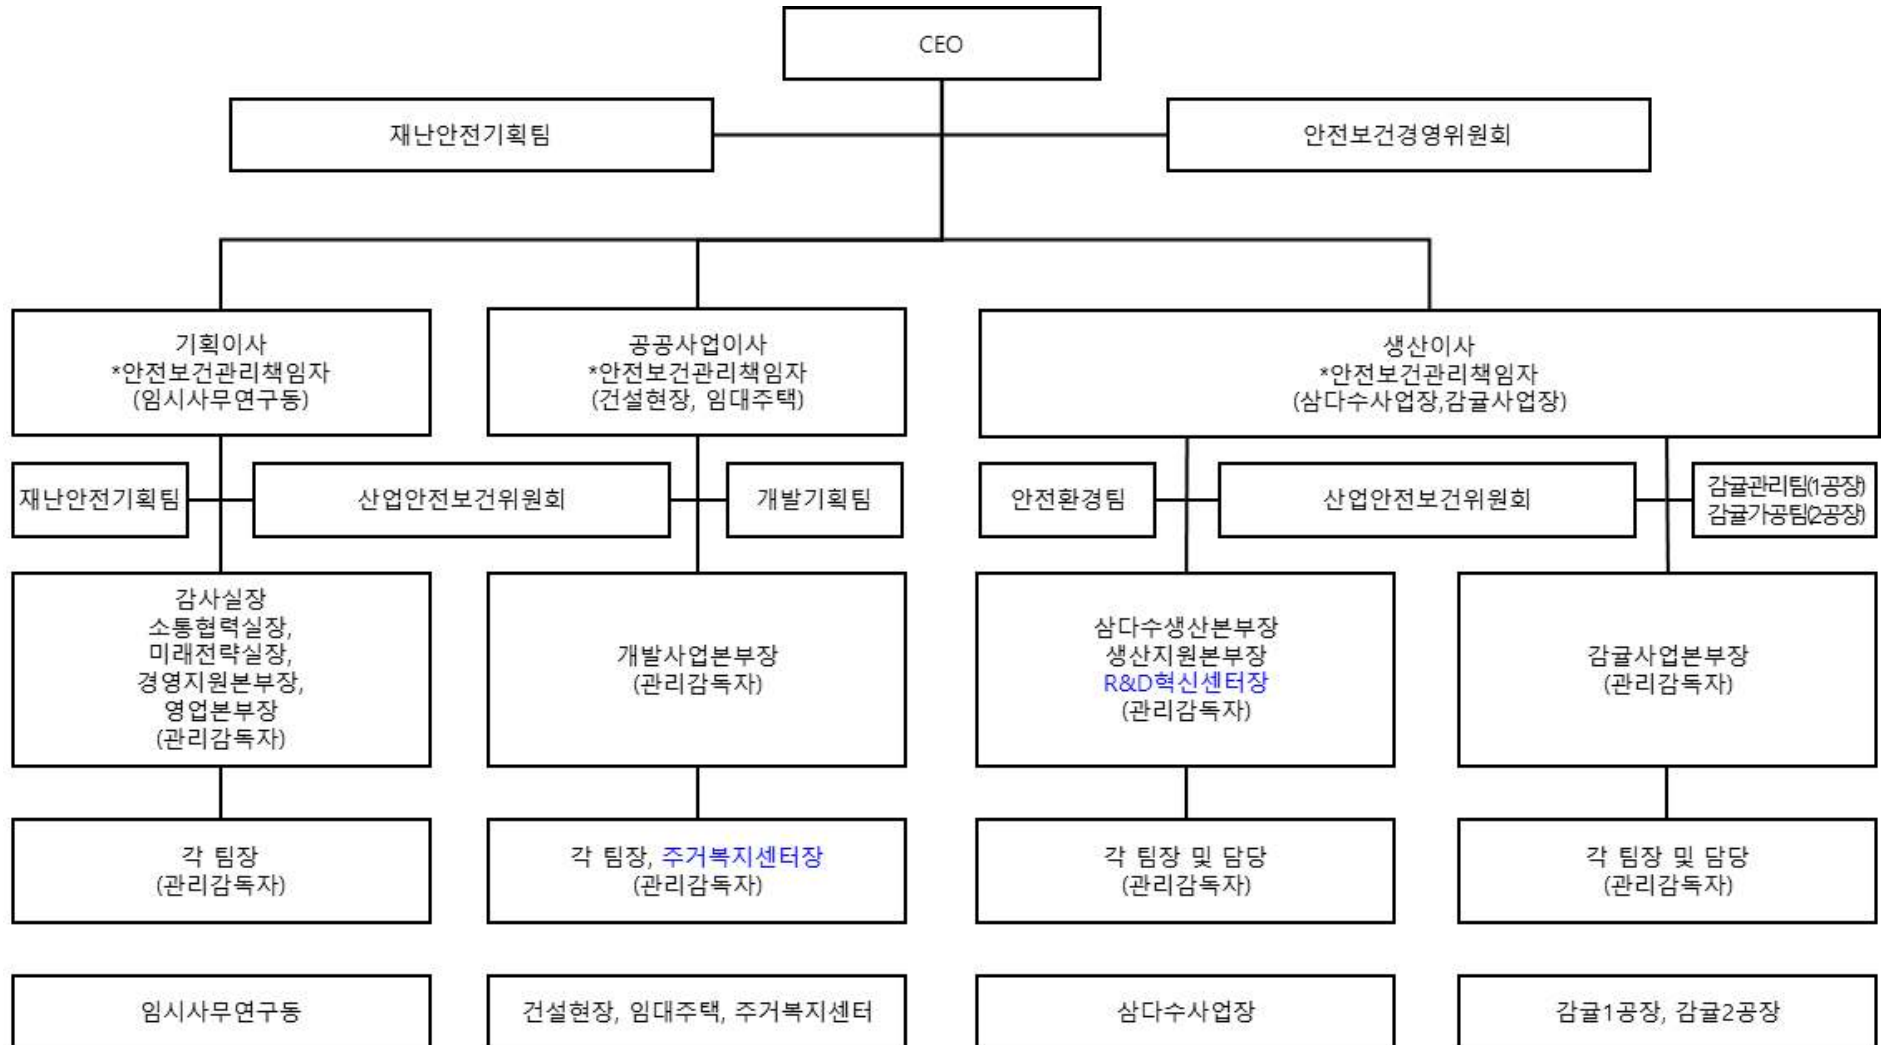 CEO
재난안전기획팀
안전보건경영위원회
기획이사
*안전보건관리책임자
(임시사무연구동)
공공사업이사
*안전보건관리책임자
(건설현장, 임대주택)
생산이사
*안전보건관리책임자
(삼다수사업장,감귤사업장)
재난안전기획팀
산업안전보건위원회
개발기획팀
안전환경팀
산업안전보건위원회
감귤관리팀(1공장)
감귤가공팀(2공장)
감사실장
소통협력실장,
미래전략실장,
경영지원본부장,
영업본부장
(관리감독자)
개발사업본부장
(관리감독자)
삼다수생산본부장
생산지원본부장
R&D혁신센터장
(관리감독자)
감귤사업본부장
(관리감독자)
각 팀장
(관리감독자)
각 팀장, 주거복지센터장
(관리감독자)
각 팀장 및 담당
(관리감독자)
각 팀장 및 담당
(관리감독자)
임시사무연구동
건설현장, 임대주택, 주거복지센터
삼다수사업장
감귤1공장, 감귤2공장